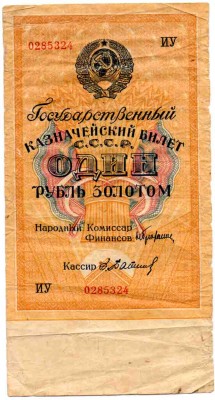 0285324 ИУ
Государственный
КАЗНАЧЕЙСКИЙ БИЛЕТ
С.С.С.Р.
ОДИН
РУБЛЬ ЗОЛОТОМ
Народный Комиссар
Финансов
Кассир
ИУ 0285324